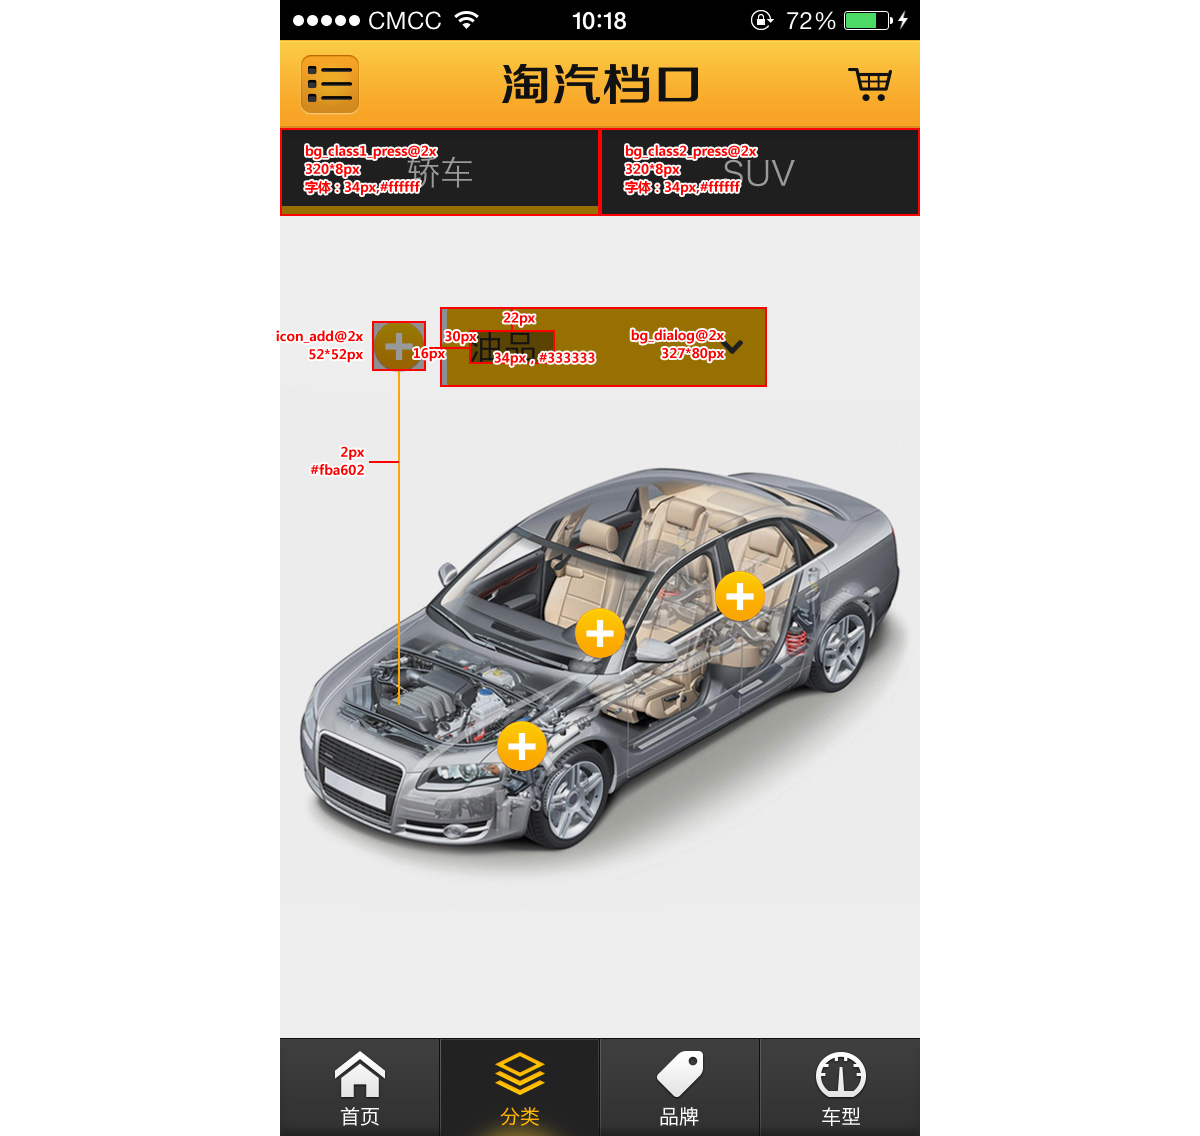 CMCC 10:18 72%
淘汽档口
bg_class1_press@2x
320*8px
字体：34px,#ffffff
轿车
bg_class2_press@2x
320*8px
字体：34px,#ffffff
SUV
icon_add@2x
52*52px
16px
30px
22px
油品
34px，#333333
bg_dialog@2x
327*80px
2px
#fba602
首页
分类
品牌
车型